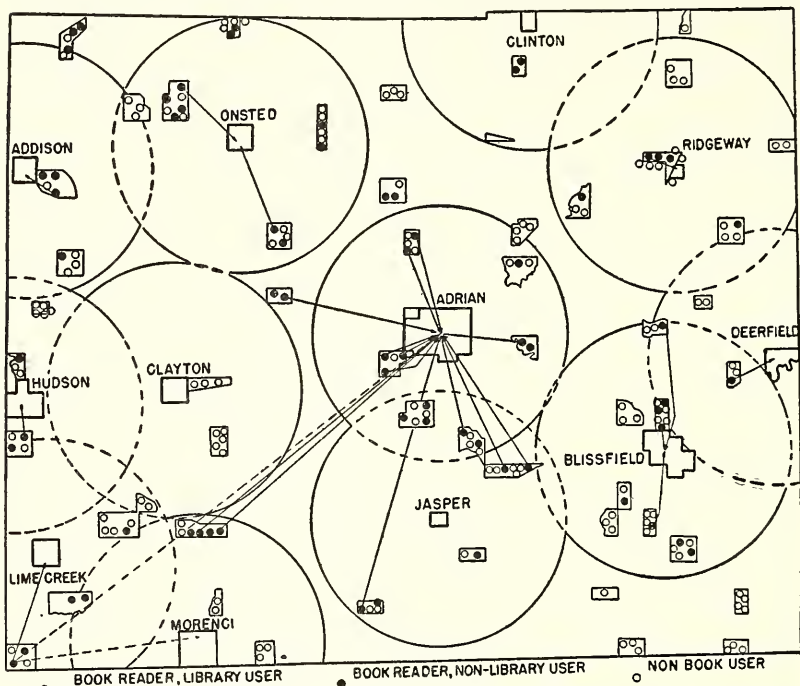 CLINTON
ONSTED
RIDGEWAY
ADDISON
ADRIAN
DEERFIELD
HUDSON
CLAYTON
BLISSFIELD
JASPER
LIME CREEK
MORENCI
BOOK READER, LIBRARY USER
BOOK READER, NON-LIBRARY USER
NON BOOK USER